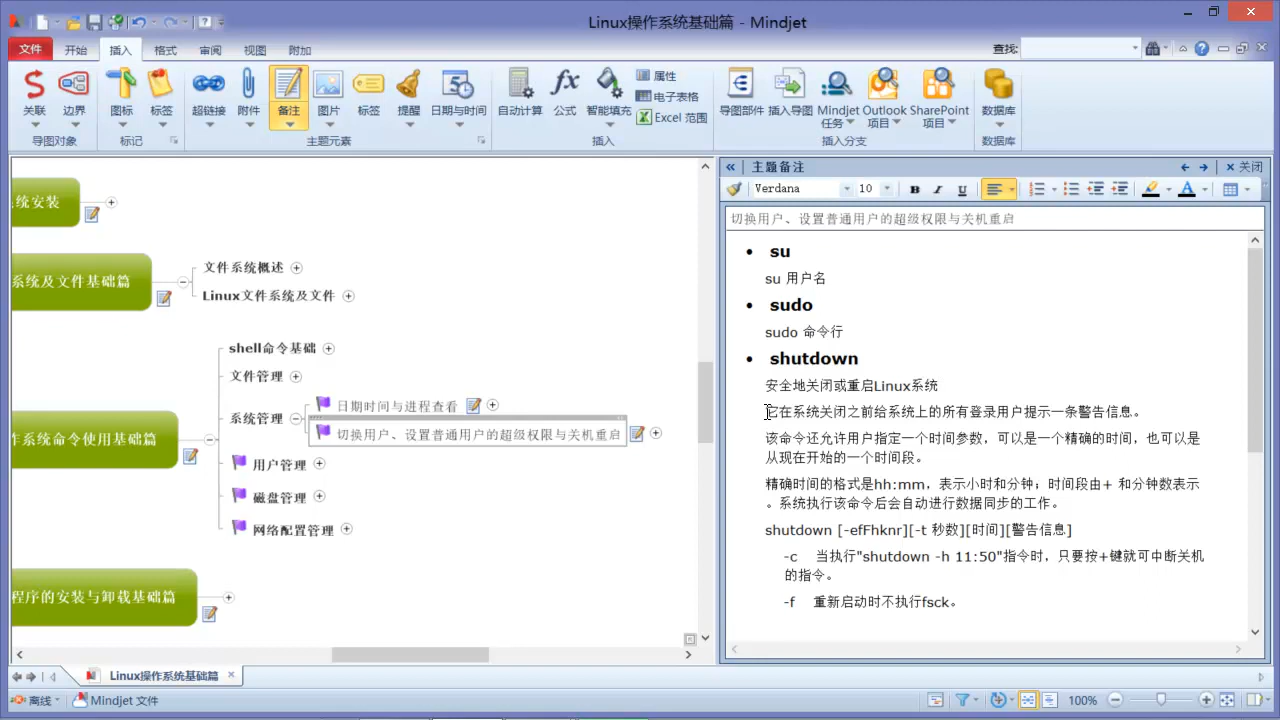 Linux操作系统基础篇 - Mindjet
文件 开始 插入 格式 审阅 视图 附加 查找:
关联 边界 图标 标签 超链接 附件 备注 图片 标签 提醒 日期与时间 自动计算 公式 智能填充 属性 电子表格 Excel 范围 导图部件 插入导图 Mindjet 任务 Outlook 项目 SharePoint 项目 数据库
导图对象 标记 主题元素 插入 插入分支 数据库
统安装
系统及文件基础篇
文件系统概述
Linux文件系统及文件
作系统命令使用基础篇
shell命令基础
文件管理
系统管理
日期时间与进程查看
切换用户、设置普通用户的超级权限与关机重启
用户管理
磁盘管理
网络配置管理
程序的安装与卸载基础篇
主题备注 关闭
Verdana 10 B I U A
切换用户、设置普通用户的超级权限与关机重启
• su
su 用户名
• sudo
sudo 命令行
• shutdown
安全地关闭或重启Linux系统
它在系统关闭之前给系统上的所有登录用户提示一条警告信息。
该命令还允许用户指定一个时间参数，可以是一个精确的时间，也可以是
从现在开始的一个时间段。
精确时间的格式是hh:mm，表示小时和分钟；时间段由+ 和分钟数表示
。系统执行该命令后会自动进行数据同步的工作。
shutdown [-efFhknr][-t 秒数][时间][警告信息]
-c 当执行"shutdown -h 11:50"指令时，只要按+键就可中断关机
的指令。
-f 重新启动时不执行fsck。
Linux操作系统基础篇
离线 Mindjet 文件 100%